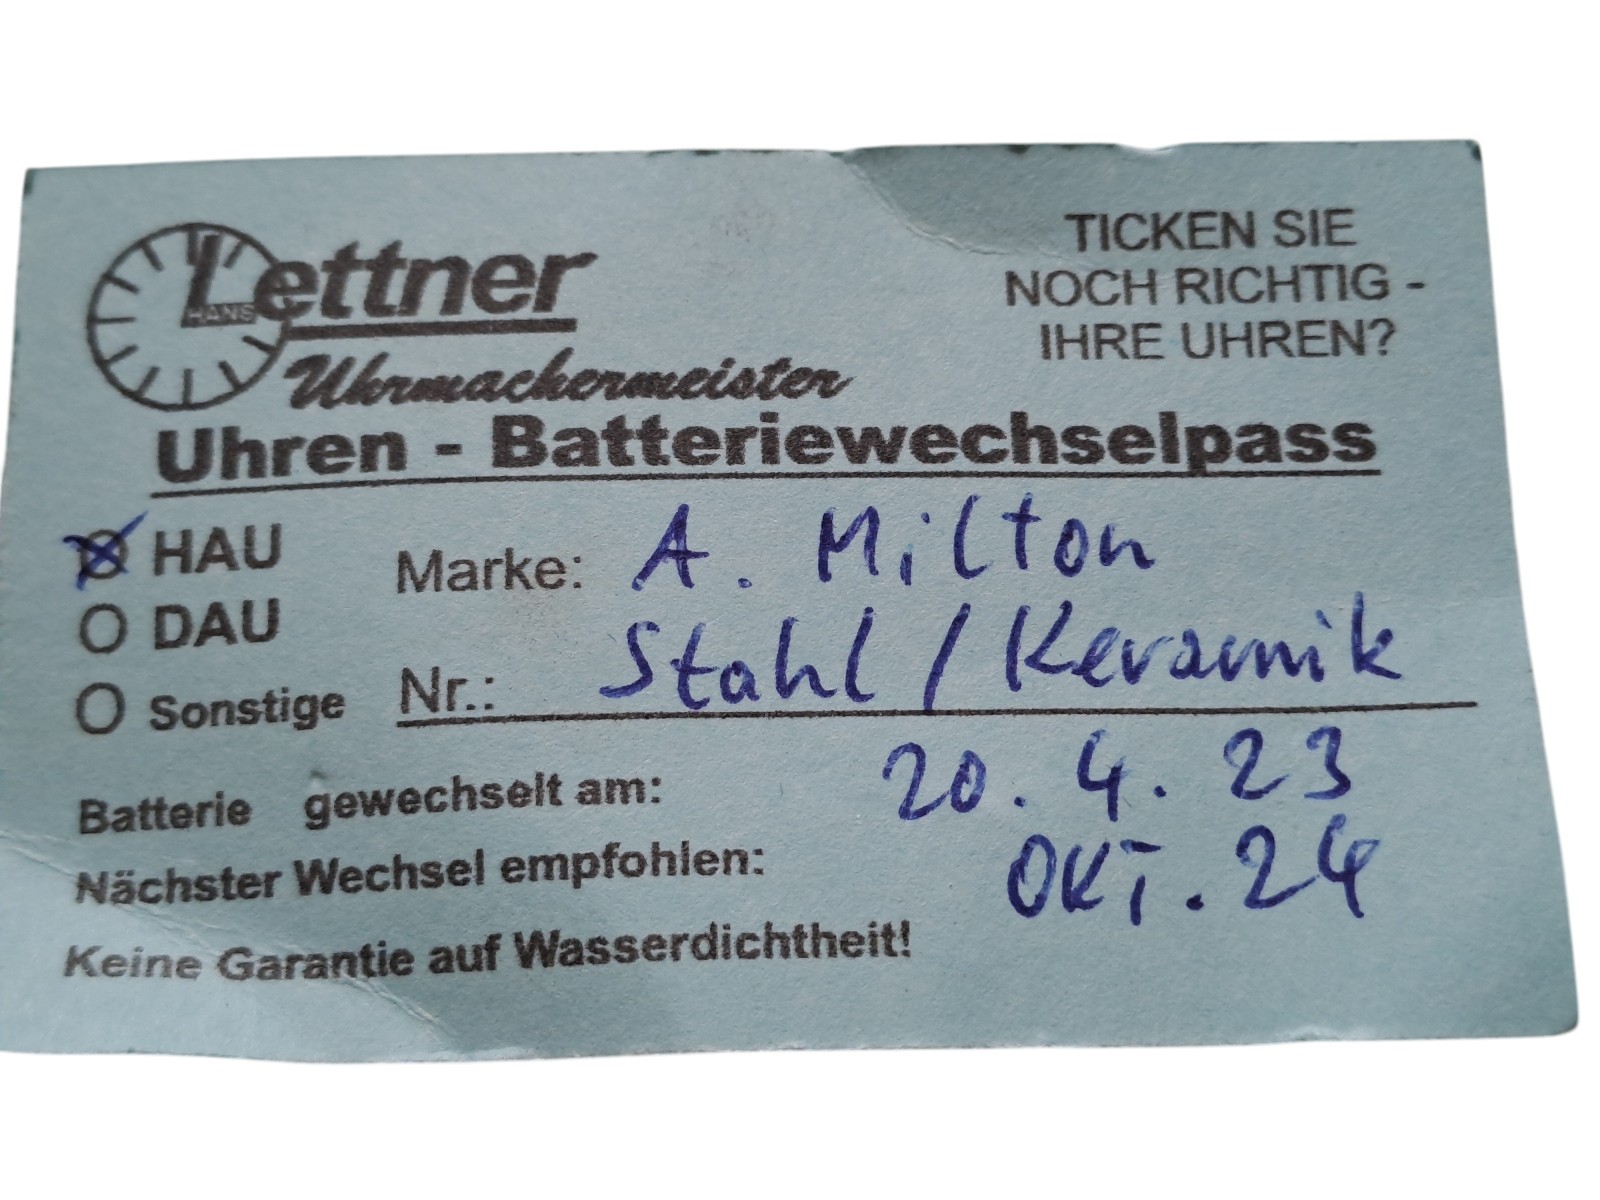 Lettner
HANS
Uhrmachermeister
TICKEN SIE
NOCH RICHTIG -
IHRE UHREN?
Uhren - Batteriewechselpass
HAU
DAU
Sonstige
Marke: A. Milton
Nr.: Stahl / Keramik
Batterie gewechselt am: 20. 4. 23
Nächster Wechsel empfohlen: OKT. 24
Keine Garantie auf Wasserdichtheit!